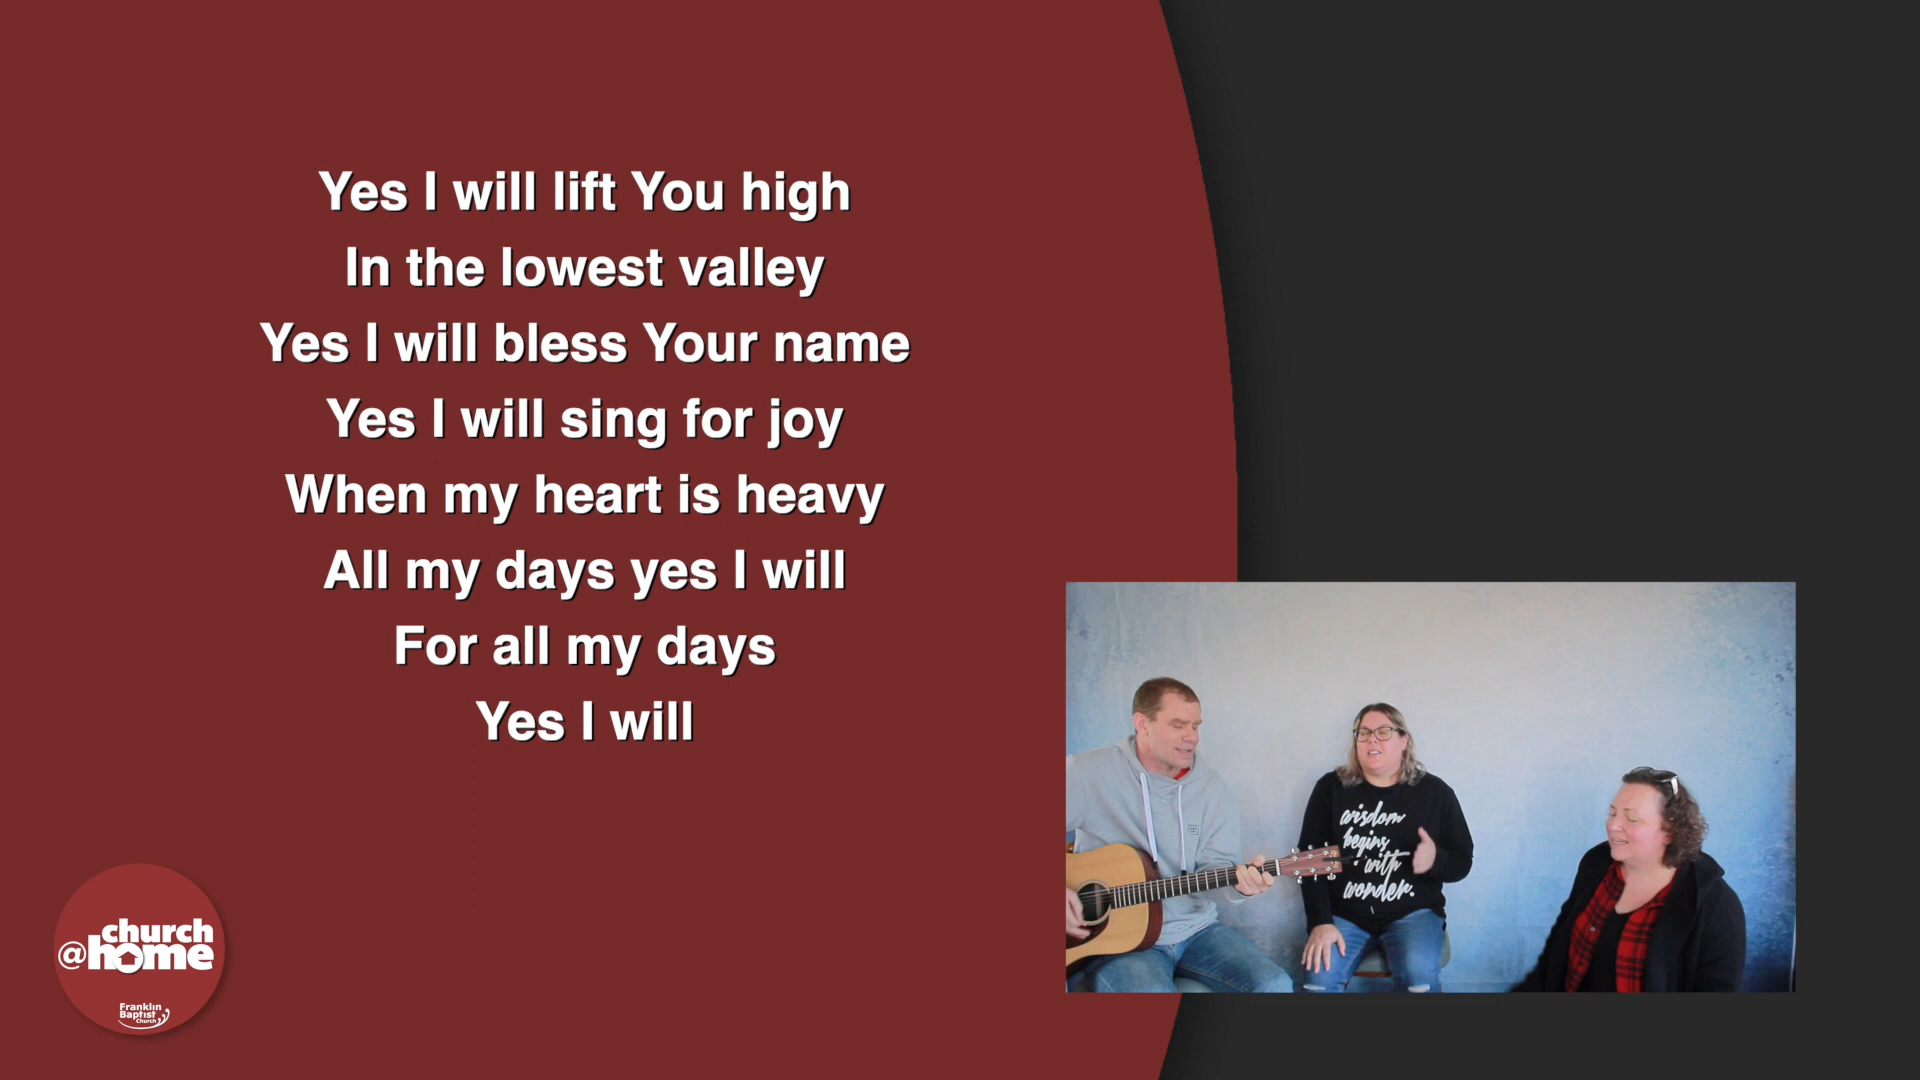 Yes I will lift You high
In the lowest valley
Yes I will bless Your name
Yes I will sing for joy
When my heart is heavy
All my days yes I will
For all my days
Yes I will
wisdom
begins
with
wonder.
church
@home
Franklin
Baptist
Church